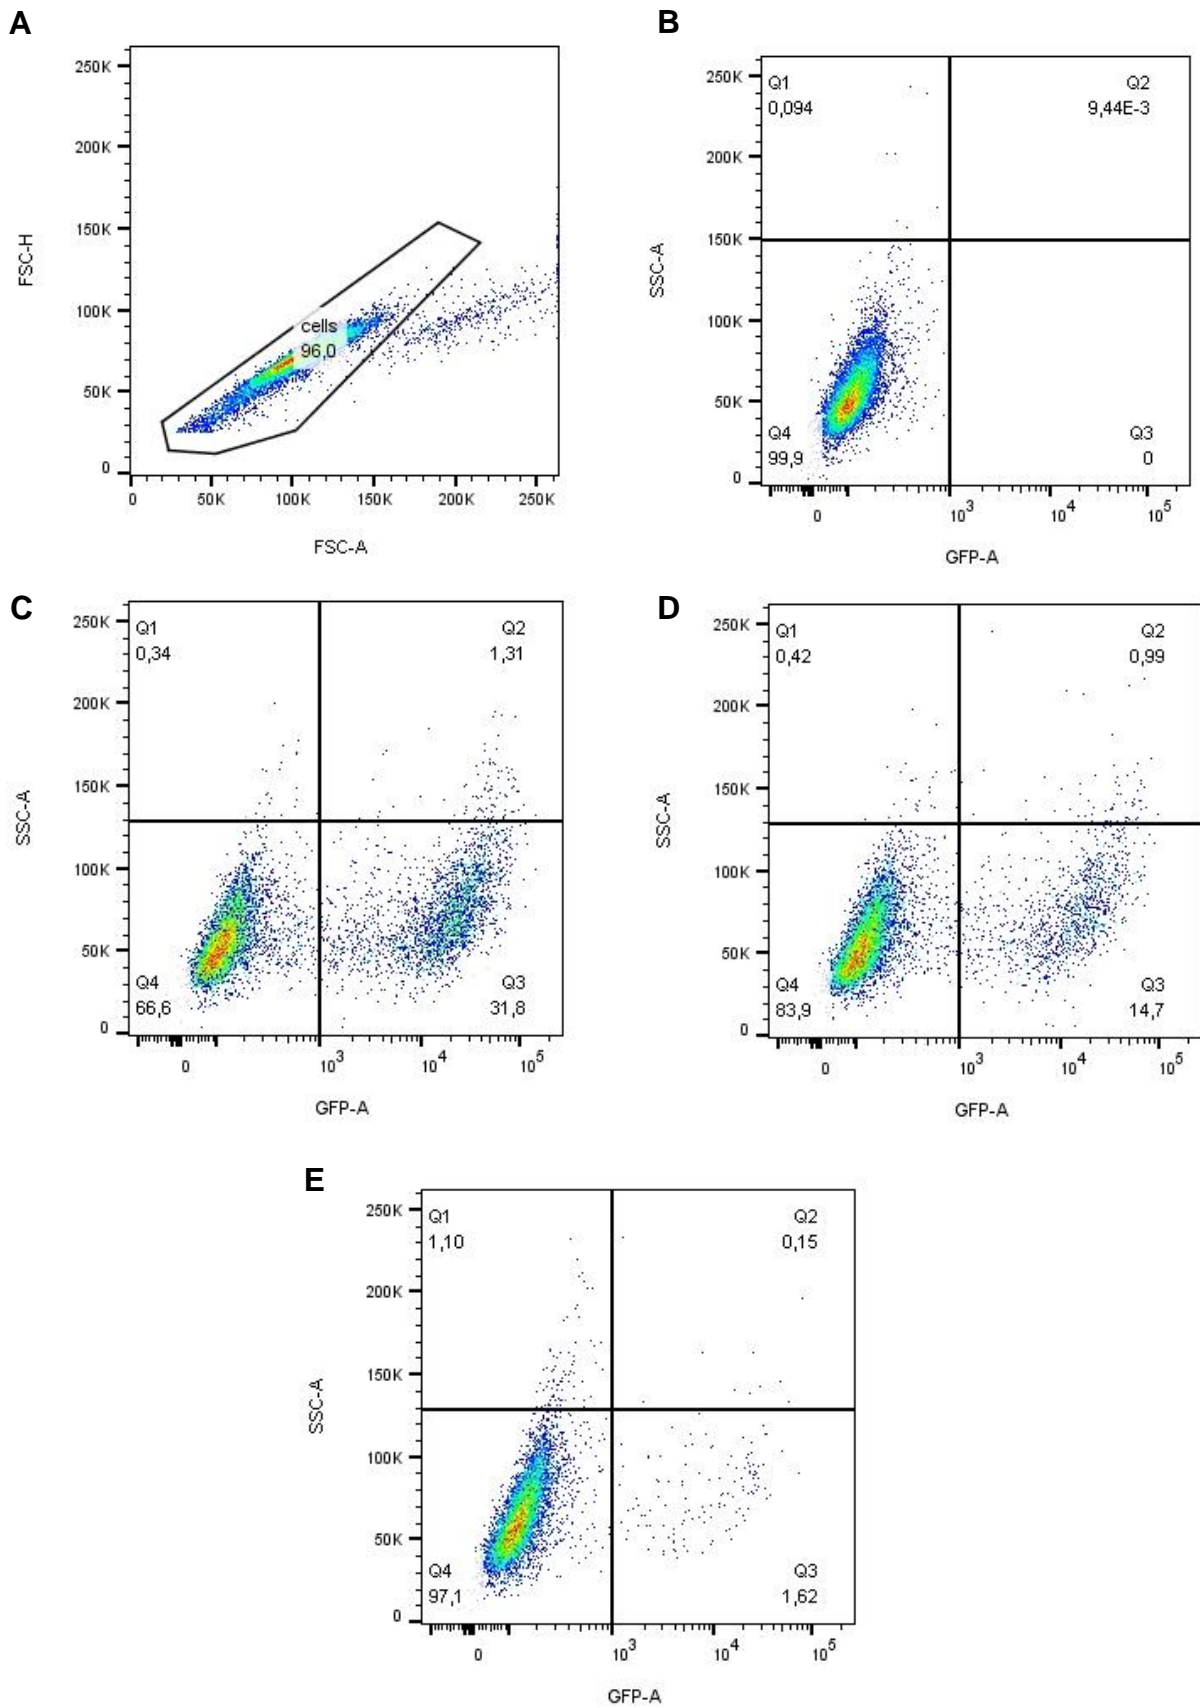 A
250K
200K
150K
100K
50K
0
FSC-H
cells
96.0
0 50K 100K 150K 200K 250K
FSC-A
B
250K
200K
150K
100K
50K
0
SSC-A
Q1
0,094
Q2
9,44E-3
Q4
99,9
Q3
0
0 10³ 10⁴ 10⁵
GFP-A
C
250K
200K
150K
100K
50K
0
SSC-A
Q1
0,34
Q2
1,31
Q4
66,6
Q3
31,8
0 10³ 10⁴ 10⁵
GFP-A
D
250K
200K
150K
100K
50K
0
SSC-A
Q1
0,42
Q2
0,99
Q4
83,9
Q3
14,7
0 10³ 10⁴ 10⁵
GFP-A
E
250K
200K
150K
100K
50K
0
SSC-A
Q1
1,10
Q2
0,15
Q4
97,1
Q3
1,62
0 10³ 10⁴ 10⁵
GFP-A